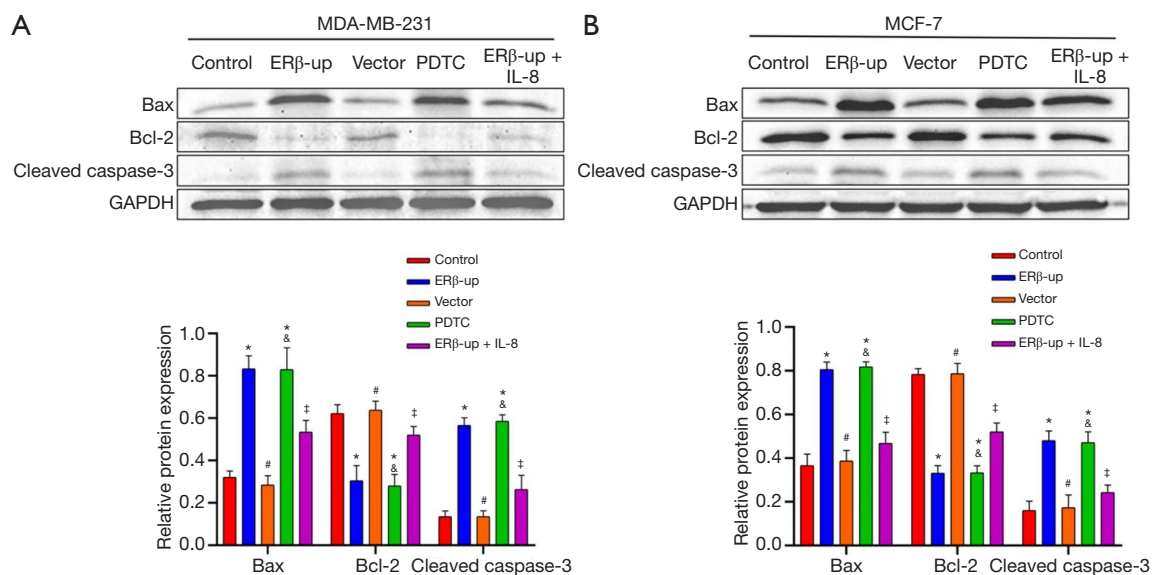 A
MDA-MB-231
Control ERβ-up Vector PDTC ERβ-up + IL-8
Bax
Bcl-2
Cleaved caspase-3
GAPDH
Control
ERβ-up
Vector
PDTC
ERβ-up + IL-8
Relative protein expression
1.0
0.8
0.6
0.4
0.2
0.0
* # * & ‡
* # * & ‡
* # * & ‡
Bax Bcl-2 Cleaved caspase-3
B
MCF-7
Control ERβ-up Vector PDTC ERβ-up + IL-8
Bax
Bcl-2
Cleaved caspase-3
GAPDH
Control
ERβ-up
Vector
PDTC
ERβ-up + IL-8
Relative protein expression
1.0
0.8
0.6
0.4
0.2
0.0
* # * & ‡
* # * & ‡
* # * & ‡
Bax Bcl-2 Cleaved caspase-3